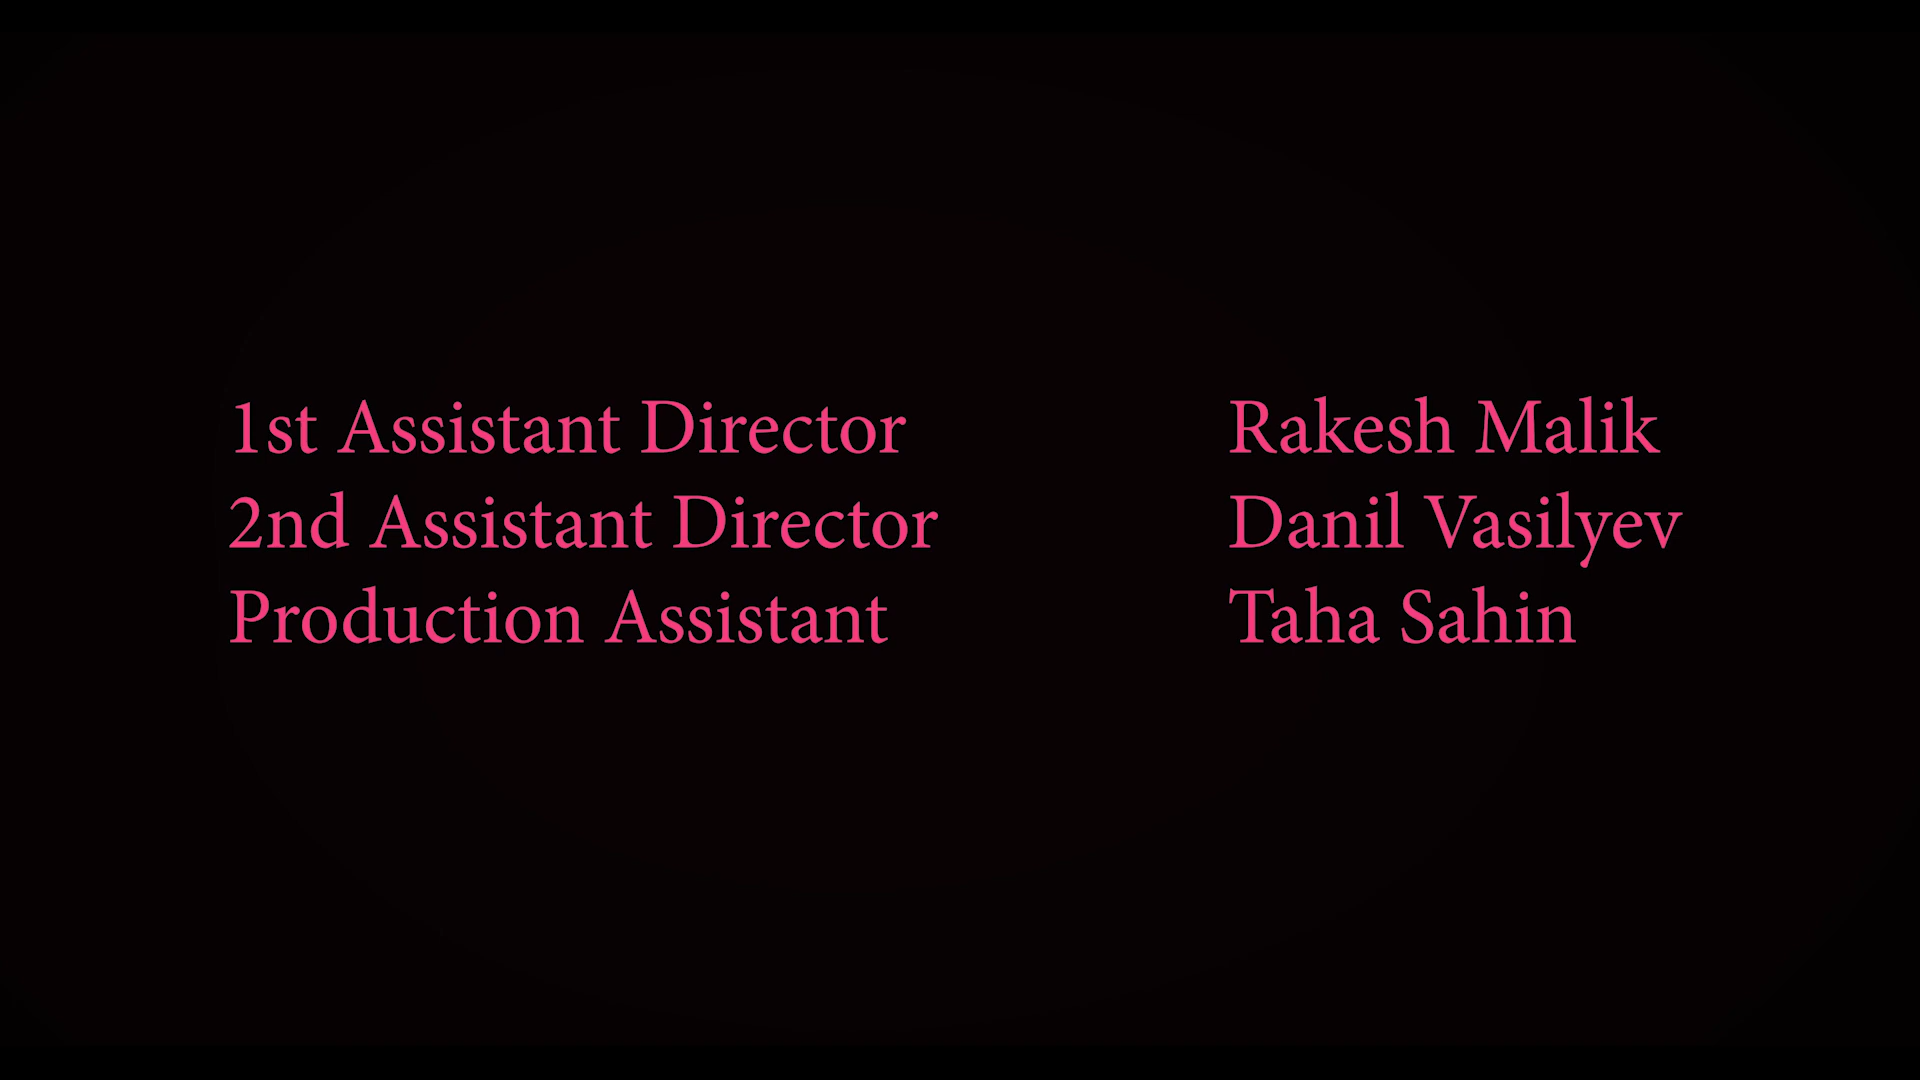 1st Assistant Director Rakesh Malik
2nd Assistant Director Danil Vasilyev
Production Assistant Taha Sahin